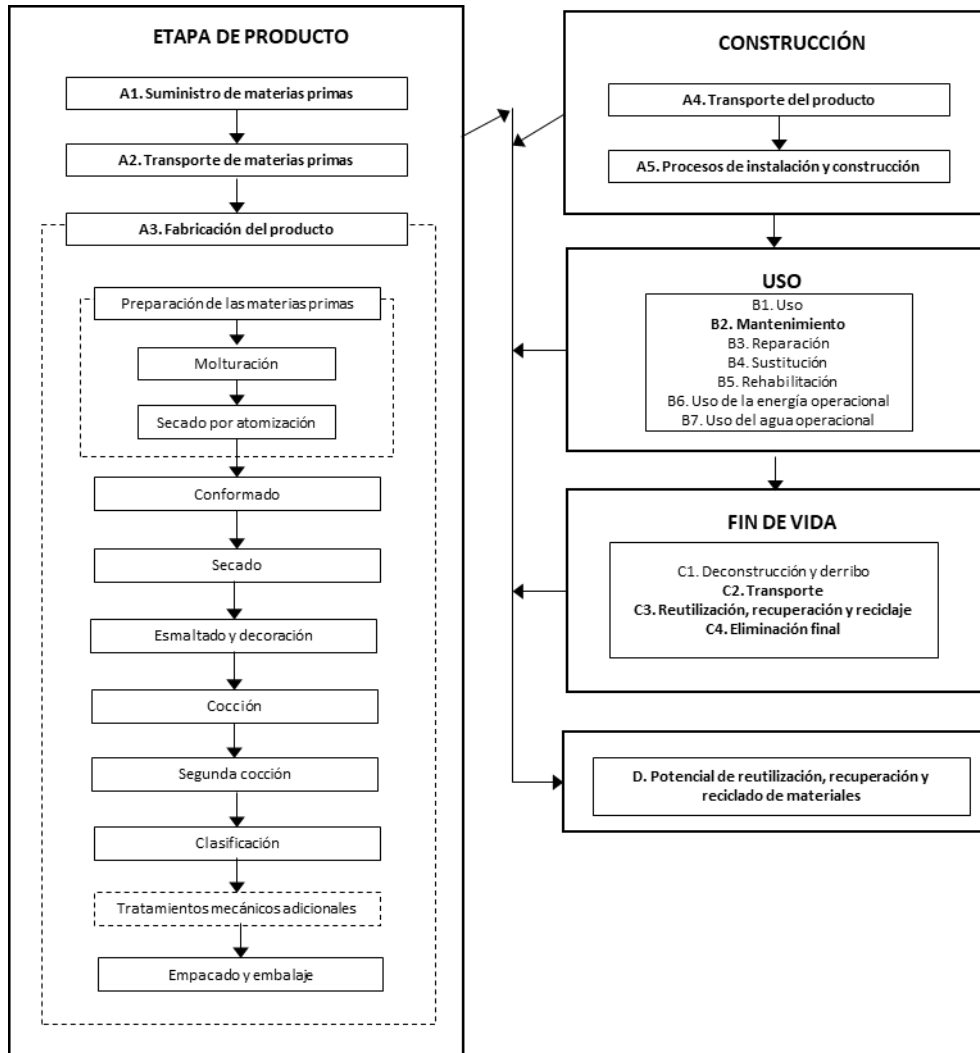 ETAPA DE PRODUCTO
A1. Suministro de materias primas
A2. Transporte de materias primas
A3. Fabricación del producto
Preparación de las materias primas
Molturación
Secado por atomización
Conformado
Secado
Esmaltado y decoración
Cocción
Segunda cocción
Clasificación
Tratamientos mecánicos adicionales
Empacado y embalaje
CONSTRUCCIÓN
A4. Transporte del producto
A5. Procesos de instalación y construcción
USO
B1. Uso
B2. Mantenimiento
B3. Reparación
B4. Sustitución
B5. Rehabilitación
B6. Uso de la energía operacional
B7. Uso del agua operacional
FIN DE VIDA
C1. Deconstrucción y derribo
C2. Transporte
C3. Reutilización, recuperación y reciclaje
C4. Eliminación final
D. Potencial de reutilización, recuperación y
reciclado de materiales